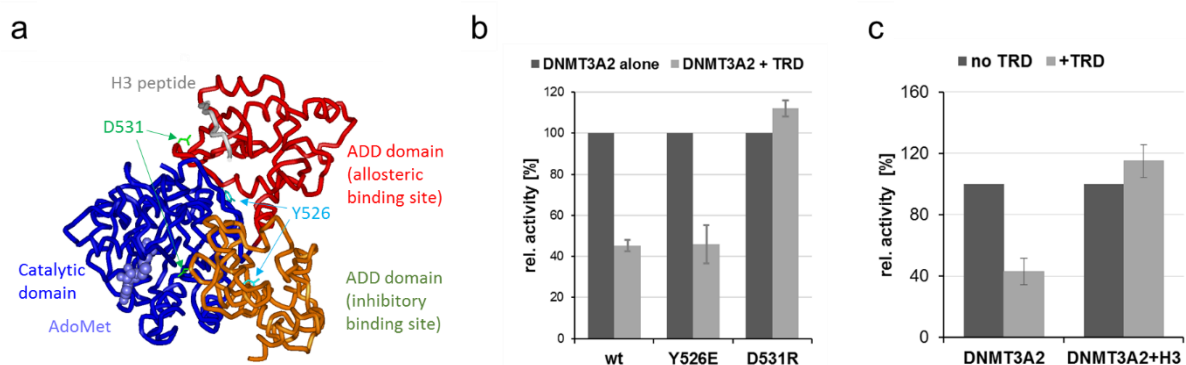 a
H3 peptide
D531
ADD domain
(allosteric
binding site)
Y526
Catalytic
domain
AdoMet
ADD domain
(inhibitory
binding site)
b
DNMT3A2 alone DNMT3A2 + TRD
rel. activity [%]
120
100
80
60
40
20
0
wt Y526E D531R
c
no TRD +TRD
rel. activity [%]
160
120
80
40
0
DNMT3A2 DNMT3A2+H3